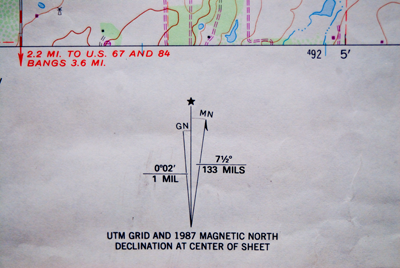 ⁴92 5'
2.2 MI. TO U.S. 67 AND 84
BANGS 3.6 MI.
MN
GN
0°02' 7½°
1 MIL 133 MILS
UTM GRID AND 1987 MAGNETIC NORTH
DECLINATION AT CENTER OF SHEET